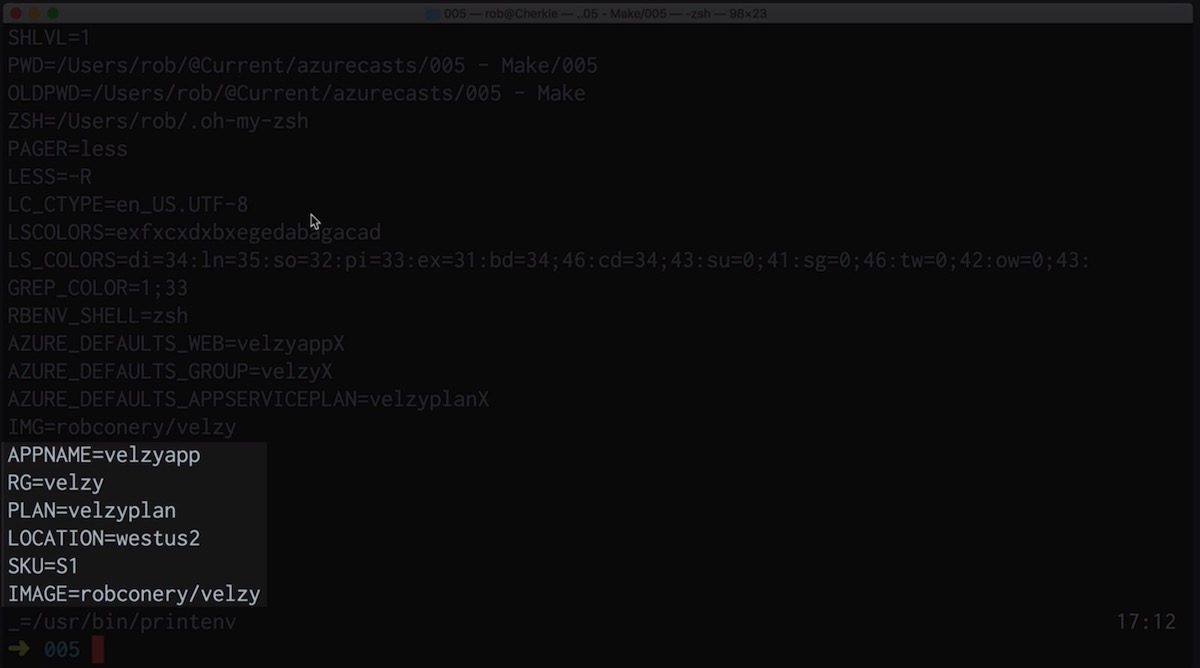 005 — rob@Cherkle — ..05 - Make/005 — -zsh — 98×23
SHLVL=1
PWD=/Users/rob/@Current/azurecasts/005 - Make/005
OLDPWD=/Users/rob/@Current/azurecasts/005 - Make
ZSH=/Users/rob/.oh-my-zsh
PAGER=less
LESS=-R
LC_CTYPE=en_US.UTF-8
LSCOLORS=exfxcxdxbxegedabagacad
LS_COLORS=di=34:ln=35:so=32:pi=33:ex=31:bd=34;46:cd=34;43:su=0;41:sg=0;46:tw=0;42:ow=0;43:
GREP_COLOR=1;33
RBENV_SHELL=zsh
AZURE_DEFAULTS_WEB=velzyappX
AZURE_DEFAULTS_GROUP=velzyX
AZURE_DEFAULTS_APPSERVICEPLAN=velzyplanX
IMG=robconery/velzy
APPNAME=velzyapp
RG=velzy
PLAN=velzyplan
LOCATION=westus2
SKU=S1
IMAGE=robconery/velzy
_=/usr/bin/printenv
➜ 005 17:12